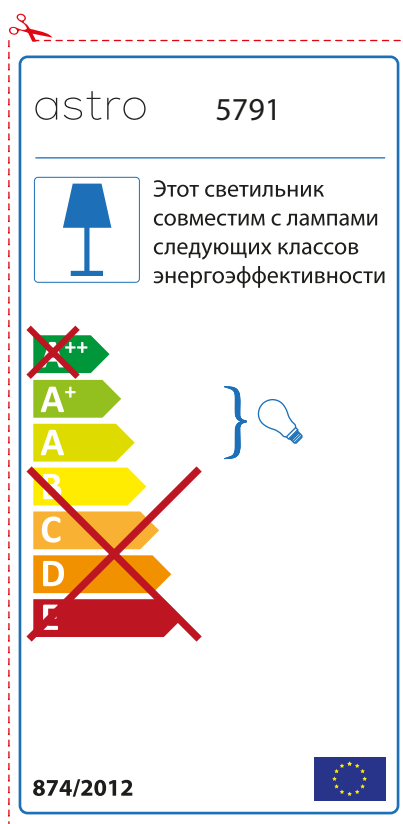 astro 5791
Этот светильник
совместим с лампами
следующих классов
энергоэффективности
A++
A+
A
B
C
D
E
874/2012